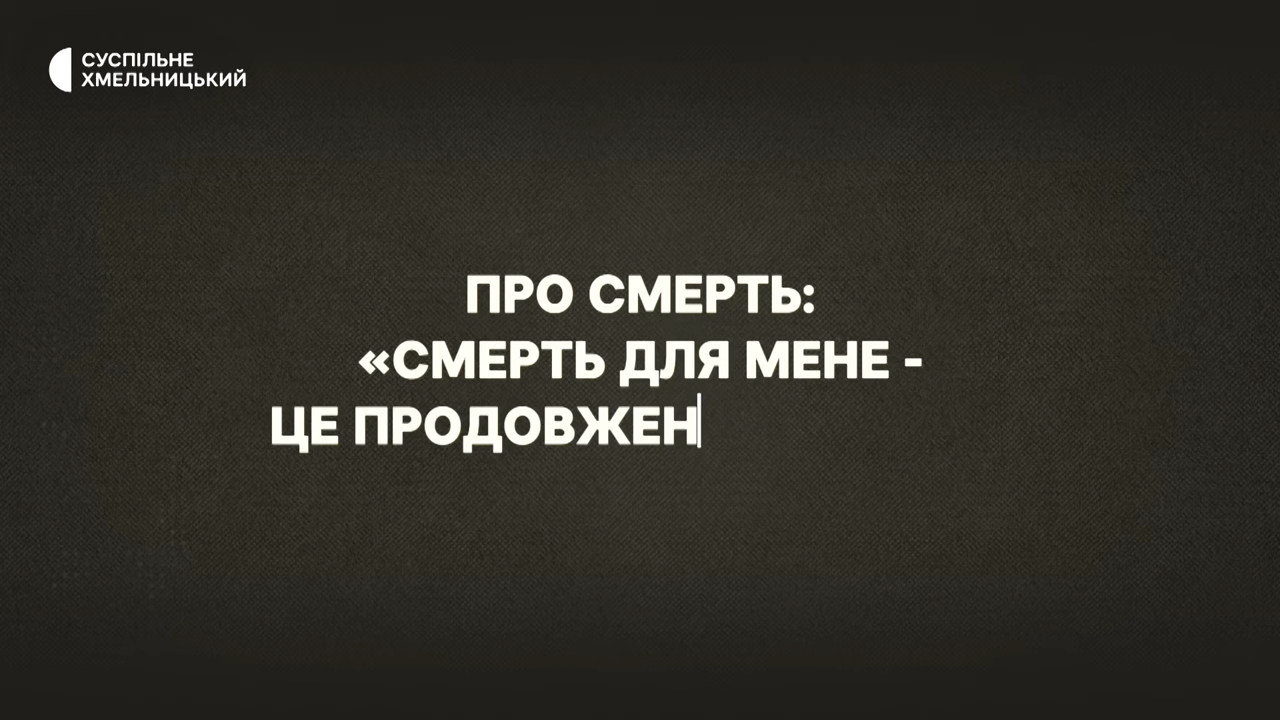 СУСПІЛЬНЕ
ХМЕЛЬНИЦЬКИЙ
ПРО СМЕРТЬ:
«СМЕРТЬ ДЛЯ МЕНЕ -
ЦЕ ПРОДОВЖЕН